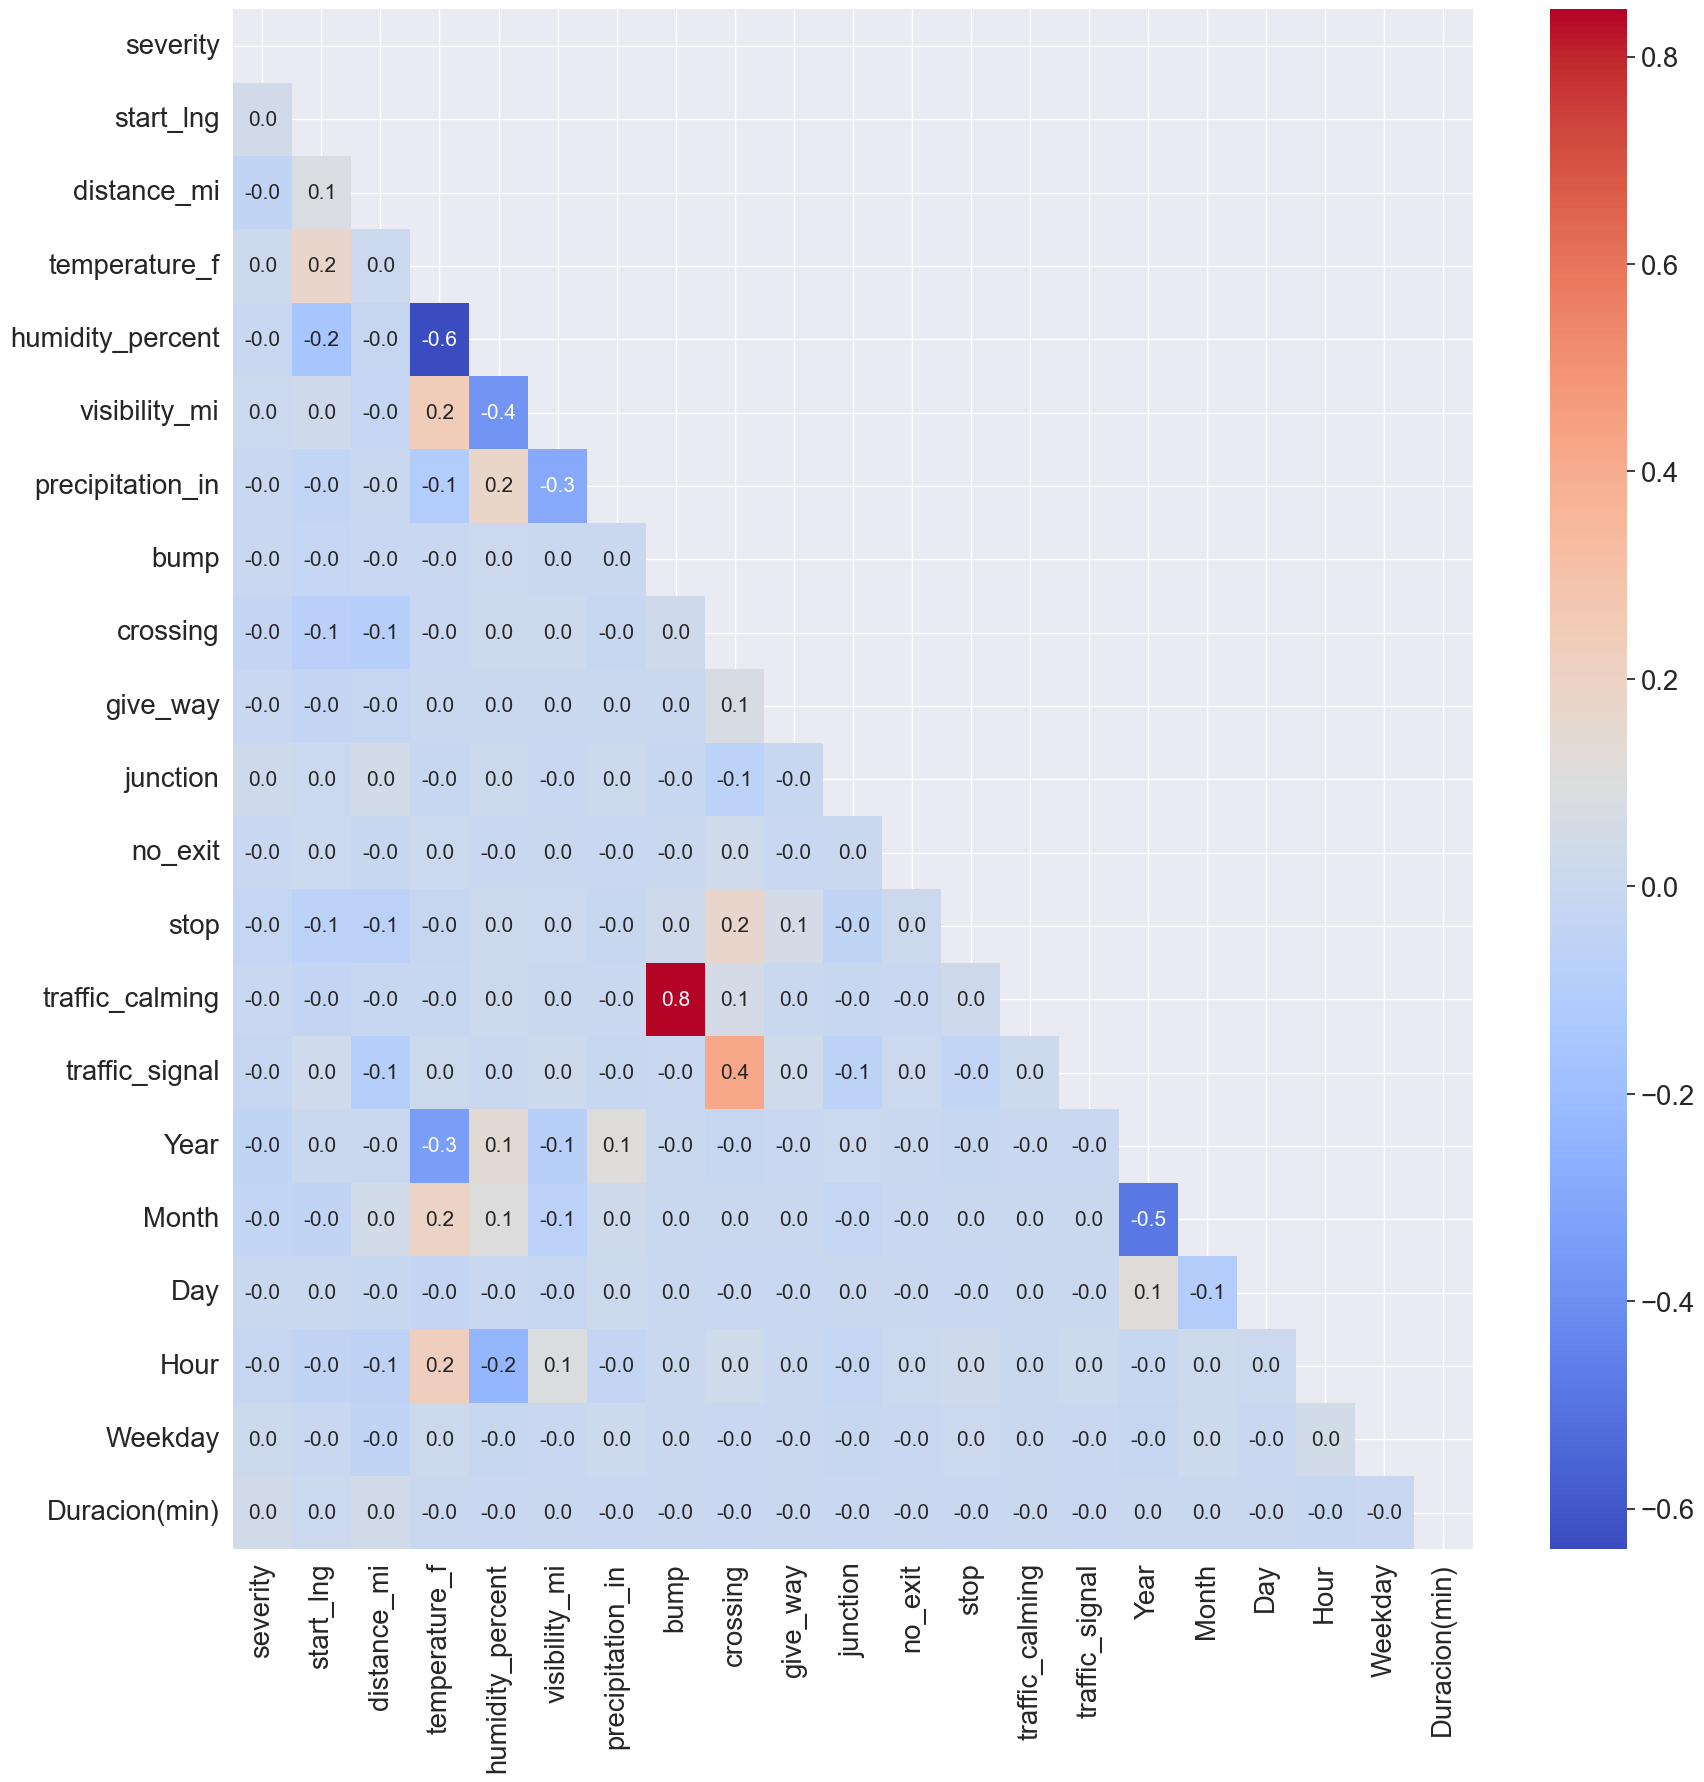 severity
start_lng 0.0
distance_mi -0.0 0.1
temperature_f 0.0 0.2 0.0
humidity_percent -0.0 -0.2 -0.0 -0.6
visibility_mi 0.0 0.0 -0.0 0.2 -0.4
precipitation_in -0.0 -0.0 -0.0 -0.1 0.2 -0.3
bump -0.0 -0.0 -0.0 -0.0 0.0 0.0 0.0
crossing -0.0 -0.1 -0.1 -0.0 0.0 0.0 -0.0 0.0
give_way -0.0 -0.0 -0.0 0.0 0.0 0.0 0.0 0.0 0.1
junction 0.0 0.0 0.0 -0.0 0.0 -0.0 0.0 -0.0 -0.1 -0.0
no_exit -0.0 0.0 -0.0 0.0 -0.0 0.0 -0.0 -0.0 0.0 -0.0 0.0
stop -0.0 -0.1 -0.1 -0.0 0.0 0.0 -0.0 0.0 0.2 0.1 -0.0 0.0
traffic_calming -0.0 -0.0 -0.0 -0.0 0.0 0.0 -0.0 0.8 0.1 0.0 -0.0 -0.0 0.0
traffic_signal -0.0 0.0 -0.1 0.0 0.0 0.0 -0.0 -0.0 0.4 0.0 -0.1 0.0 -0.0 0.0
Year -0.0 0.0 -0.0 -0.3 0.1 -0.1 0.1 -0.0 -0.0 -0.0 0.0 -0.0 -0.0 -0.0 -0.0
Month -0.0 -0.0 0.0 0.2 0.1 -0.1 0.0 0.0 0.0 0.0 -0.0 -0.0 0.0 0.0 0.0 -0.5
Day -0.0 0.0 -0.0 -0.0 -0.0 -0.0 0.0 0.0 -0.0 -0.0 0.0 -0.0 -0.0 0.0 -0.0 0.1 -0.1
Hour -0.0 -0.0 -0.1 0.2 -0.2 0.1 -0.0 0.0 0.0 0.0 -0.0 0.0 0.0 0.0 0.0 -0.0 0.0 0.0
Weekday 0.0 -0.0 -0.0 0.0 -0.0 -0.0 0.0 0.0 -0.0 -0.0 -0.0 -0.0 0.0 0.0 -0.0 -0.0 0.0 -0.0 0.0
Duracion(min) 0.0 0.0 0.0 -0.0 -0.0 0.0 -0.0 -0.0 -0.0 -0.0 -0.0 -0.0 -0.0 -0.0 -0.0 0.0 0.0 -0.0 -0.0 -0.0
severity start_lng distance_mi temperature_f humidity_percent visibility_mi precipitation_in bump crossing give_way junction no_exit stop traffic_calming traffic_signal Year Month Day Hour Weekday Duracion(min)
0.8
0.6
0.4
0.2
0.0
−0.2
−0.4
−0.6